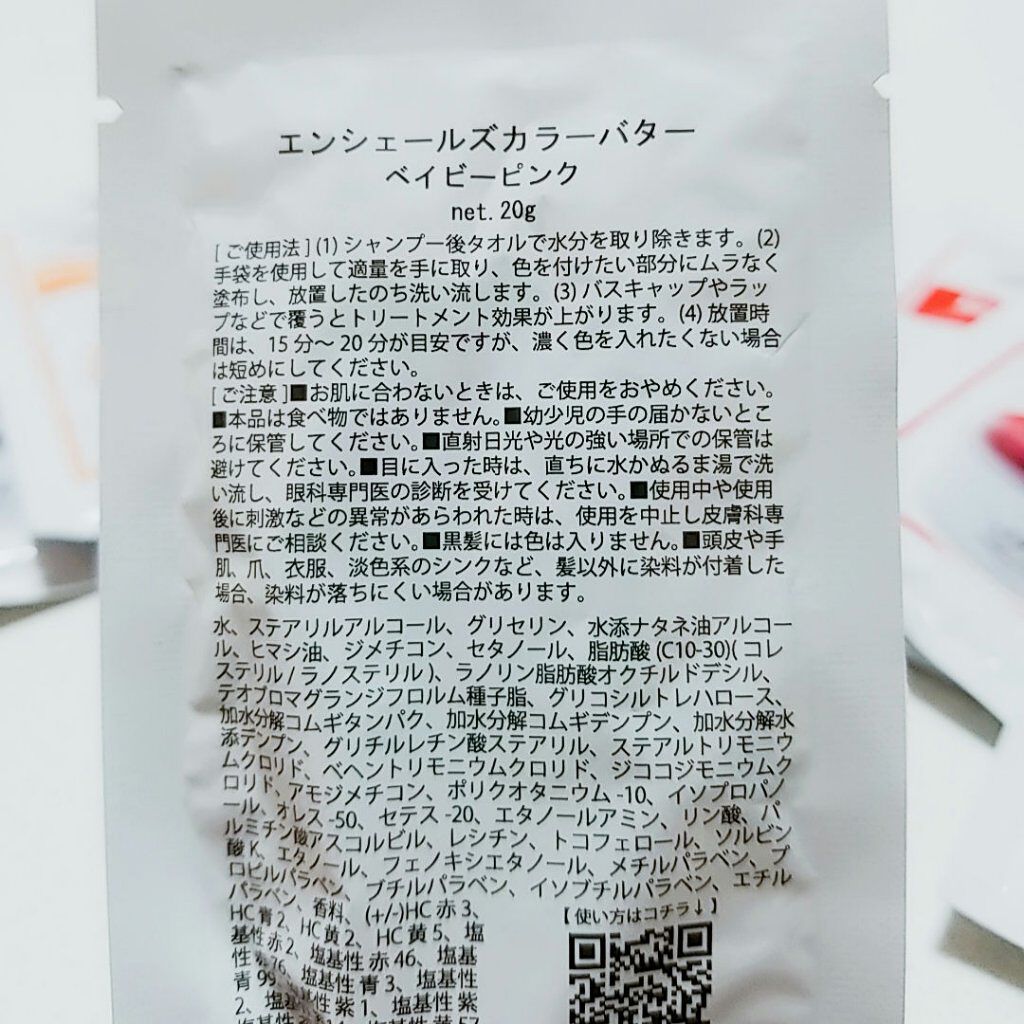 エンシェールズカラーバター
ベイビーピンク
net. 20g
[ ご使用法 ] (1) シャンプー後タオルで水分を取り除きます。(2)
手袋を使用して適量を手に取り、色を付けたい部分にムラなく
塗布し、放置したのち洗い流します。(3) バスキャップやラッ
プなどで覆うとトリートメント効果が上がります。(4) 放置時
間は、15 分〜 20 分が目安ですが、濃く色を入れたくない場合
は短めにしてください。
[ ご注意 ]■お肌に合わないときは、ご使用をおやめください。
■本品は食べ物ではありません。■幼少児の手の届かないとこ
ろに保管してください。■直射日光や光の強い場所での保管は
避けてください。■目に入った時は、直ちに水かぬるま湯で洗
い流し、眼科専門医の診断を受けてください。■使用中や使用
後に刺激などの異常があらわれた時は、使用を中止し皮膚科専
門医にご相談ください。■黒髪には色は入りません。■頭皮や手
肌、爪、衣服、淡色系のシンクなど、髪以外に染料が付着した
場合、染料が落ちにくい場合があります。
水、ステアリルアルコール、グリセリン、水添ナタネ油アルコー
ル、ヒマシ油、ジメチコン、セタノール、脂肪酸 (C10-30)( コレ
ステリル / ラノステリル )、ラノリン脂肪酸オクチルドデシル、
テオブロマグランジフロルム種子脂、グリコシルトレハロース、
加水分解コムギタンパク、加水分解コムギデンプン、加水分解水
添デンプン、グリチルレチン酸ステアリル、ステアルトリモニウ
ムクロリド、ベヘントリモニウムクロリド、ジココジモニウムク
ロリド、アモジメチコン、ポリクオタニウム -10、イソプロパノ
ール、オレス -50、セテス -20、エタノールアミン、リン酸、パ
ルミチン酸アスコルビル、レシチン、トコフェロール、ソルビン
酸 K、エタノール、フェノキシエタノール、メチルパラベン、プ
ロピルパラベン、ブチルパラベン、イソブチルパラベン、エチル
パラベン、香料、(+/-)HC 赤 3、
HC 青 2、HC 黄 2、HC 黄 5、塩
基性 赤 2、塩基性 赤 46、塩基
性 76、塩基性 青 3、塩基性
青 99、
2、塩基性 紫 1、塩基性 紫
【 使い方はコチラ↓ 】